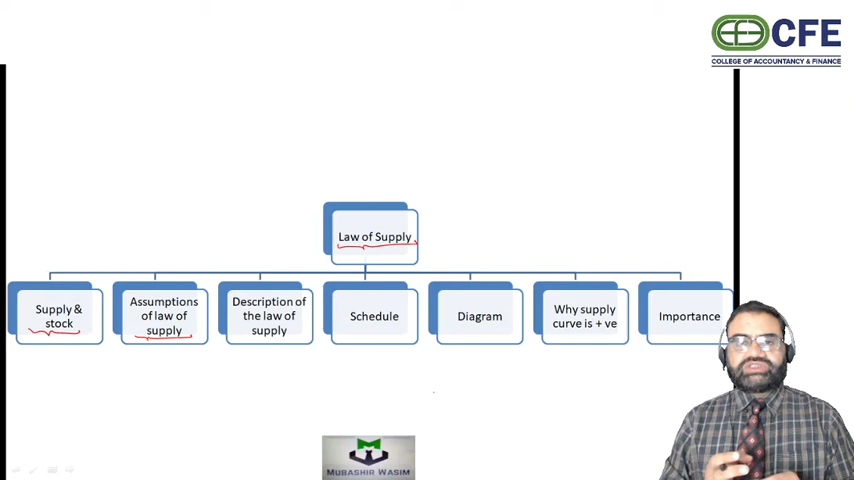 CFE
COLLEGE OF ACCOUNTANCY & FINANCE
Law of Supply
Supply &
stock
Assumptions
of law of
supply
Description of
the law of
supply
Schedule
Diagram
Why supply
curve is + ve
Importance
MUBASHIR WASIM